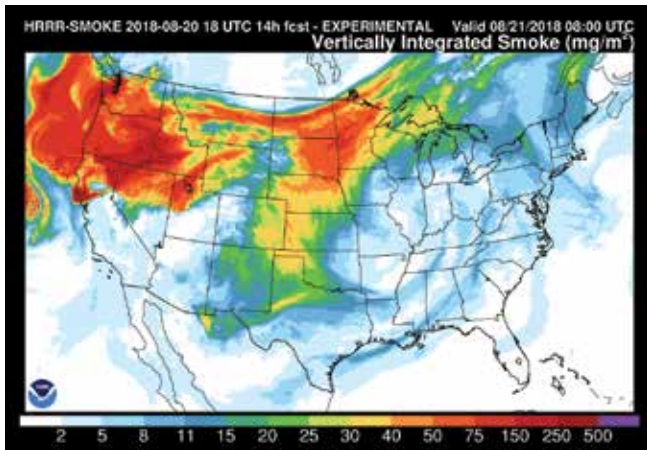 HRRR-SMOKE 2018-08-20 18 UTC 14h fcst - EXPERIMENTAL Valid 08/21/2018 08:00 UTC
Vertically Integrated Smoke (mg/m²)
2 5 8 11 15 20 25 30 40 50 75 150 250 500